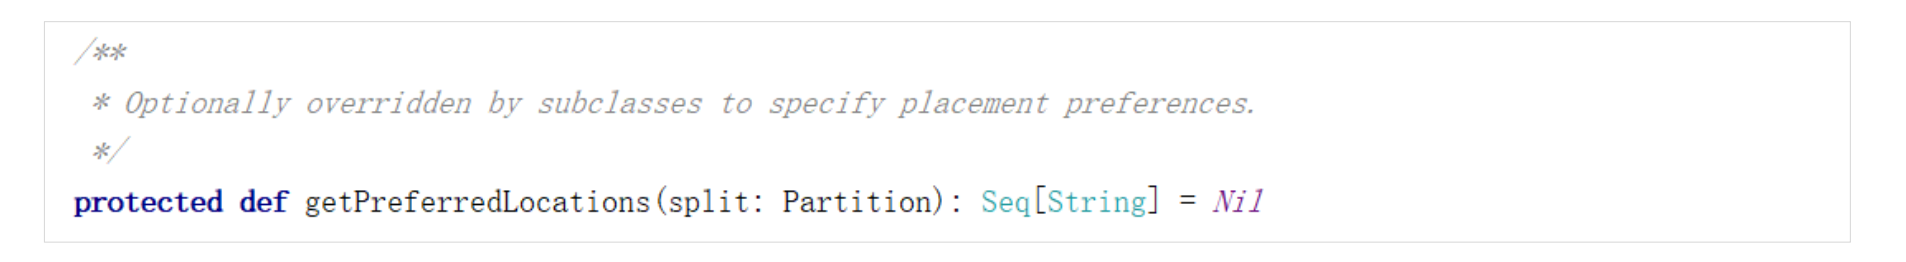 /**
 * Optionally overridden by subclasses to specify placement preferences.
 */
protected def getPreferredLocations(split: Partition): Seq[String] = Nil